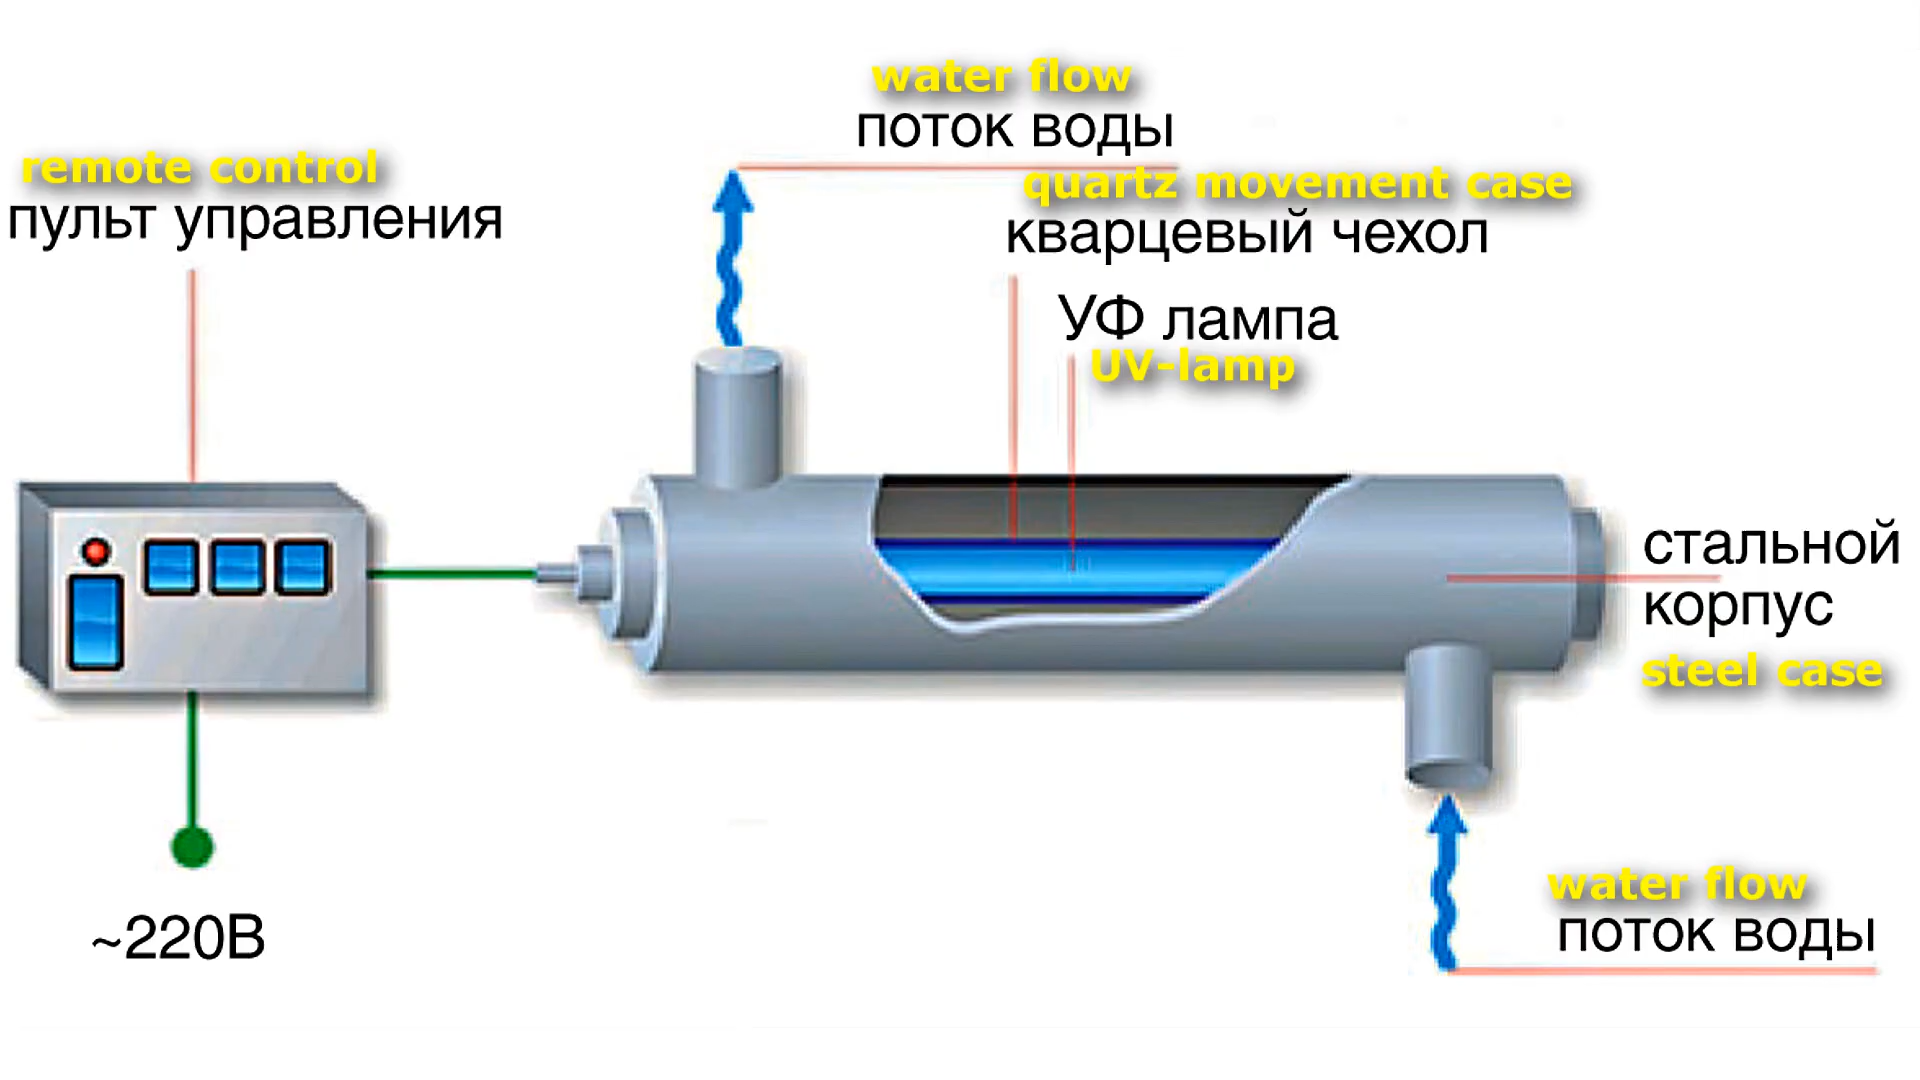 water flow
поток воды
remote control
пульт управления
quartz movement case
кварцевый чехол
УФ лампа
UV-lamp
стальной
корпус
steel case
water flow
поток воды
~220В